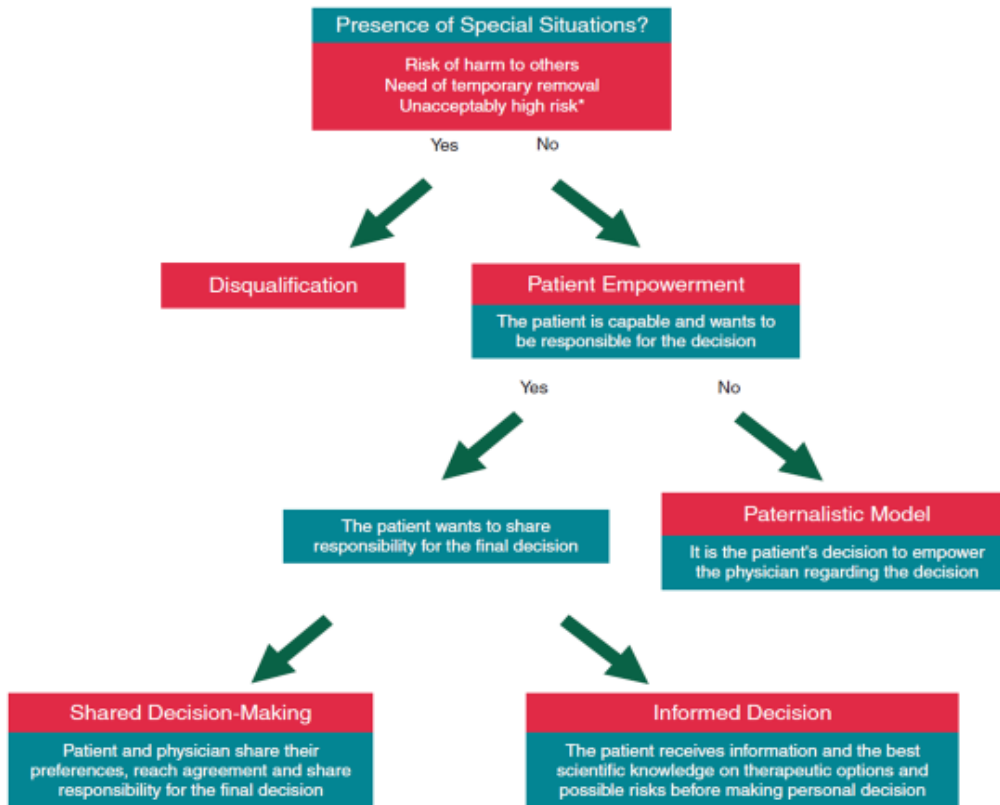 Presence of Special Situations?
Risk of harm to others
Need of temporary removal
Unacceptably high risk*
Yes
No
Disqualification
Patient Empowerment
The patient is capable and wants to
be responsible for the decision
Yes
No
The patient wants to share
responsibility for the final decision
Paternalistic Model
It is the patient's decision to empower
the physician regarding the decision
Shared Decision-Making
Patient and physician share their
preferences, reach agreement and share
responsibility for the final decision
Informed Decision
The patient receives information and the best
scientific knowledge on therapeutic options and
possible risks before making personal decision